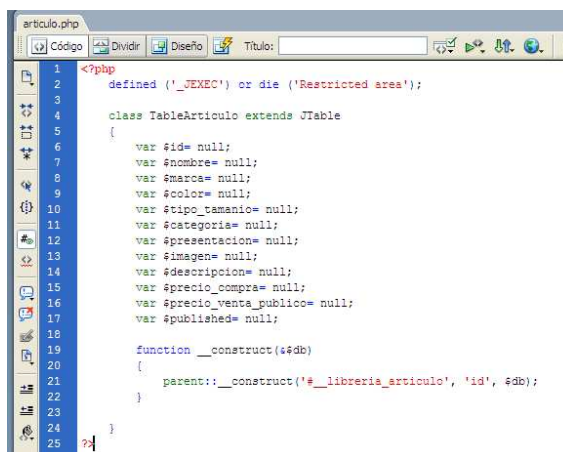 articulo.php
Código Dividir Diseño Título:
1 <?php
2 defined ('_JEXEC') or die ('Restricted area');
3
4 class TableArticulo extends JTable
5 {
6 var $id= null;
7 var $nombre= null;
8 var $marca= null;
9 var $color= null;
10 var $tipo_tamanio= null;
11 var $categoria= null;
12 var $presentacion= null;
13 var $imagen= null;
14 var $descripcion= null;
15 var $precio_compra= null;
16 var $precio_venta_publico= null;
17 var $published= null;
18
19 function __construct(&$db)
20 {
21 parent::__construct('#__libreria_articulo', 'id', $db);
22 }
23
24 }
25 ?>